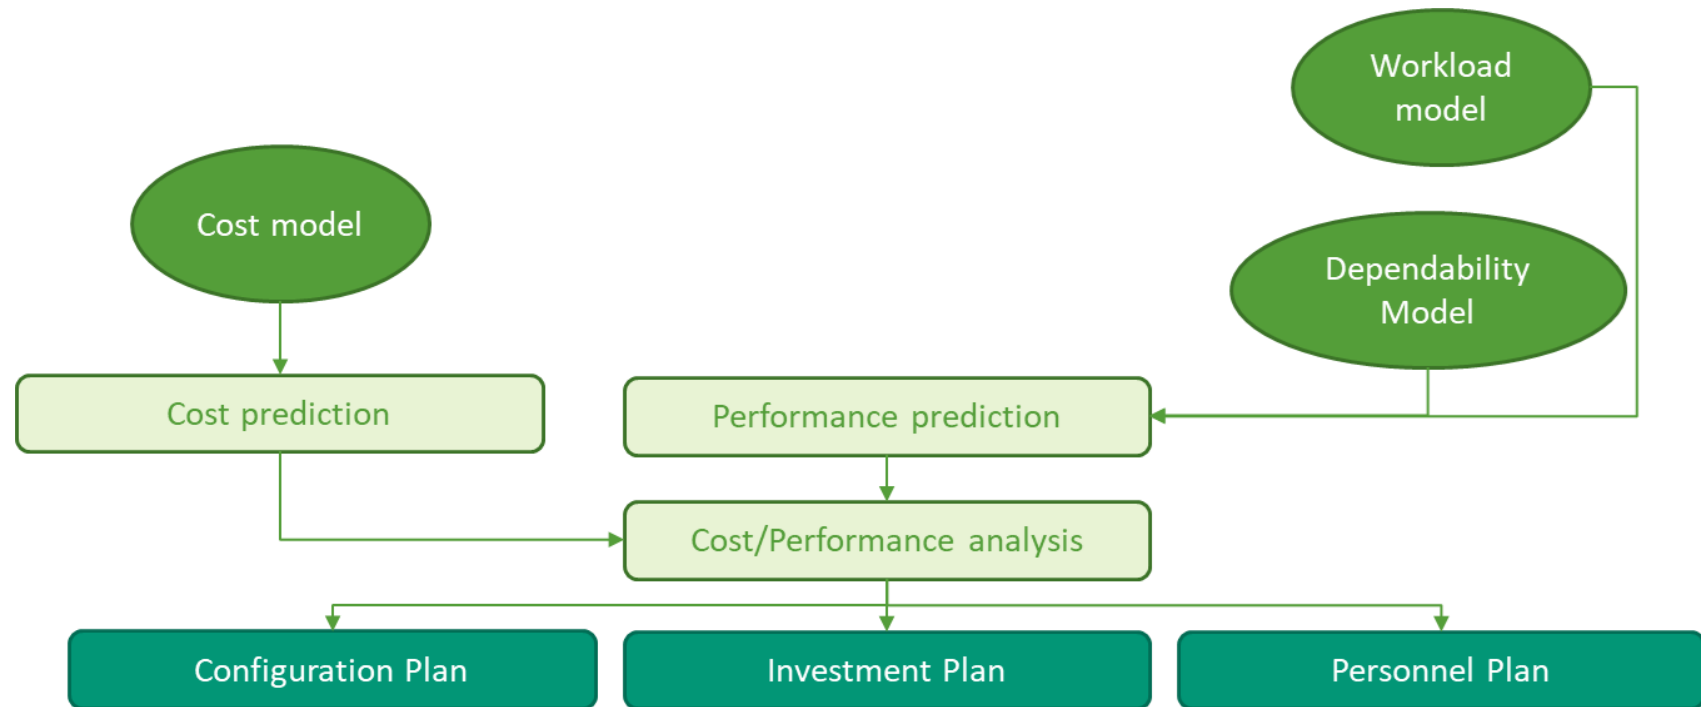 Workload
model
Cost model
Dependability
Model
Cost prediction
Performance prediction
Cost/Performance analysis
Configuration Plan
Investment Plan
Personnel Plan